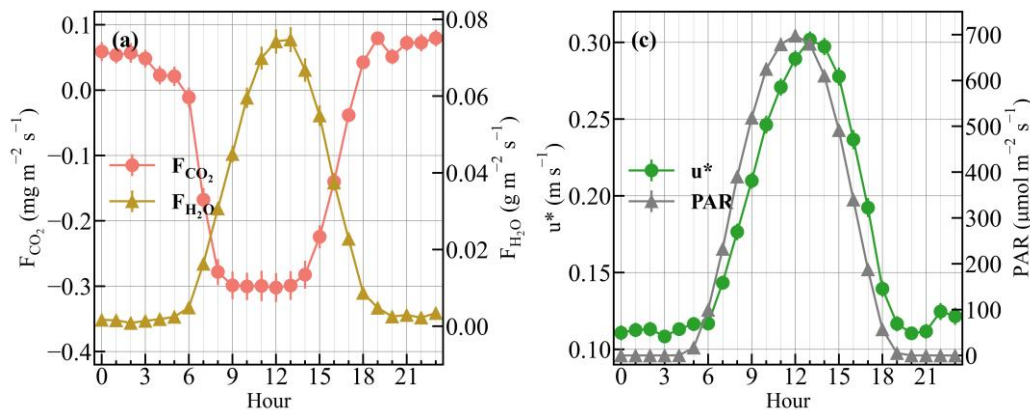 (a)
0.1
0.0
−0.1
−0.2
−0.3
−0.4
F_CO₂ (mg m⁻² s⁻¹)
F_CO₂
F_H₂O
0.08
0.06
0.04
0.02
0.00
F_H₂O (g m⁻² s⁻¹)
0 3 6 9 12 15 18 21
Hour
(c)
0.30
0.25
0.20
0.15
0.10
u* (m s⁻¹)
u*
PAR
700
600
500
400
300
200
100
0
PAR (μmol m⁻² s⁻¹)
0 3 6 9 12 15 18 21
Hour